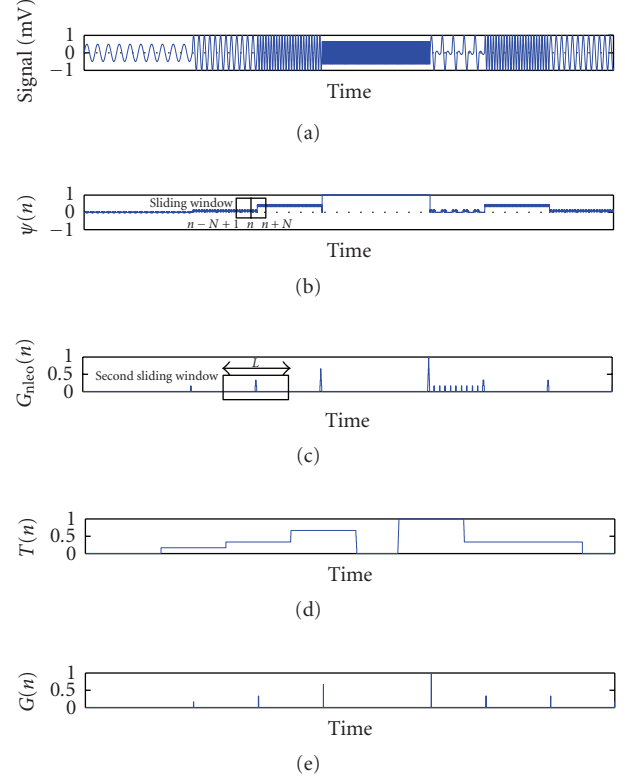 Signal (mV)
1
0
−1
Time
(a)
ψ(n)
1
0
−1
Sliding window
n − N + 1 n n + N
Time
(b)
G_nleo(n)
1
0.5
0
L
Second sliding window
Time
(c)
T(n)
1
0.5
0
Time
(d)
G(n)
1
0.5
0
Time
(e)